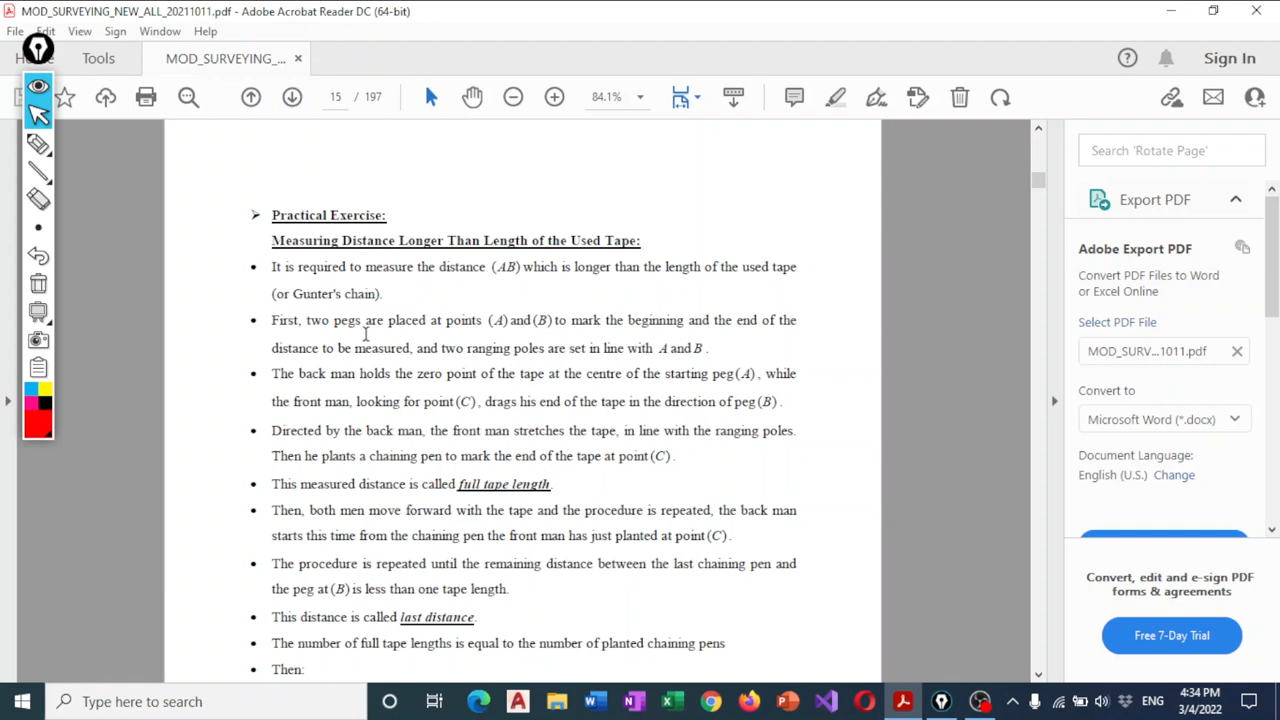 MOD_SURVEYING_NEW_ALL_20211011.pdf - Adobe Acrobat Reader DC (64-bit)
File Edit View Sign Window Help
Tools
MOD_SURVEYING_...
Sign In
15 / 197
84.1%
Practical Exercise:
Measuring Distance Longer Than Length of the Used Tape:
It is required to measure the distance (AB) which is longer than the length of the used tape
(or Gunter's chain).
First, two pegs are placed at points (A) and (B) to mark the beginning and the end of the
distance to be measured, and two ranging poles are set in line with A and B .
The back man holds the zero point of the tape at the centre of the starting peg (A), while
the front man, looking for point (C), drags his end of the tape in the direction of peg (B) .
Directed by the back man, the front man stretches the tape, in line with the ranging poles.
Then he plants a chaining pen to mark the end of the tape at point (C) .
This measured distance is called full tape length.
Then, both men move forward with the tape and the procedure is repeated, the back man
starts this time from the chaining pen the front man has just planted at point (C) .
The procedure is repeated until the remaining distance between the last chaining pen and
the peg at (B) is less than one tape length.
This distance is called last distance.
The number of full tape lengths is equal to the number of planted chaining pens
Then:
Search 'Rotate Page'
Export PDF
Adobe Export PDF
Convert PDF Files to Word
or Excel Online
Select PDF File
MOD_SURV...1011.pdf
Convert to
Microsoft Word (*.docx)
Document Language:
English (U.S.) Change
Convert, edit and e-sign PDF
forms & agreements
Free 7-Day Trial
Type here to search
ENG
4:34 PM
3/4/2022